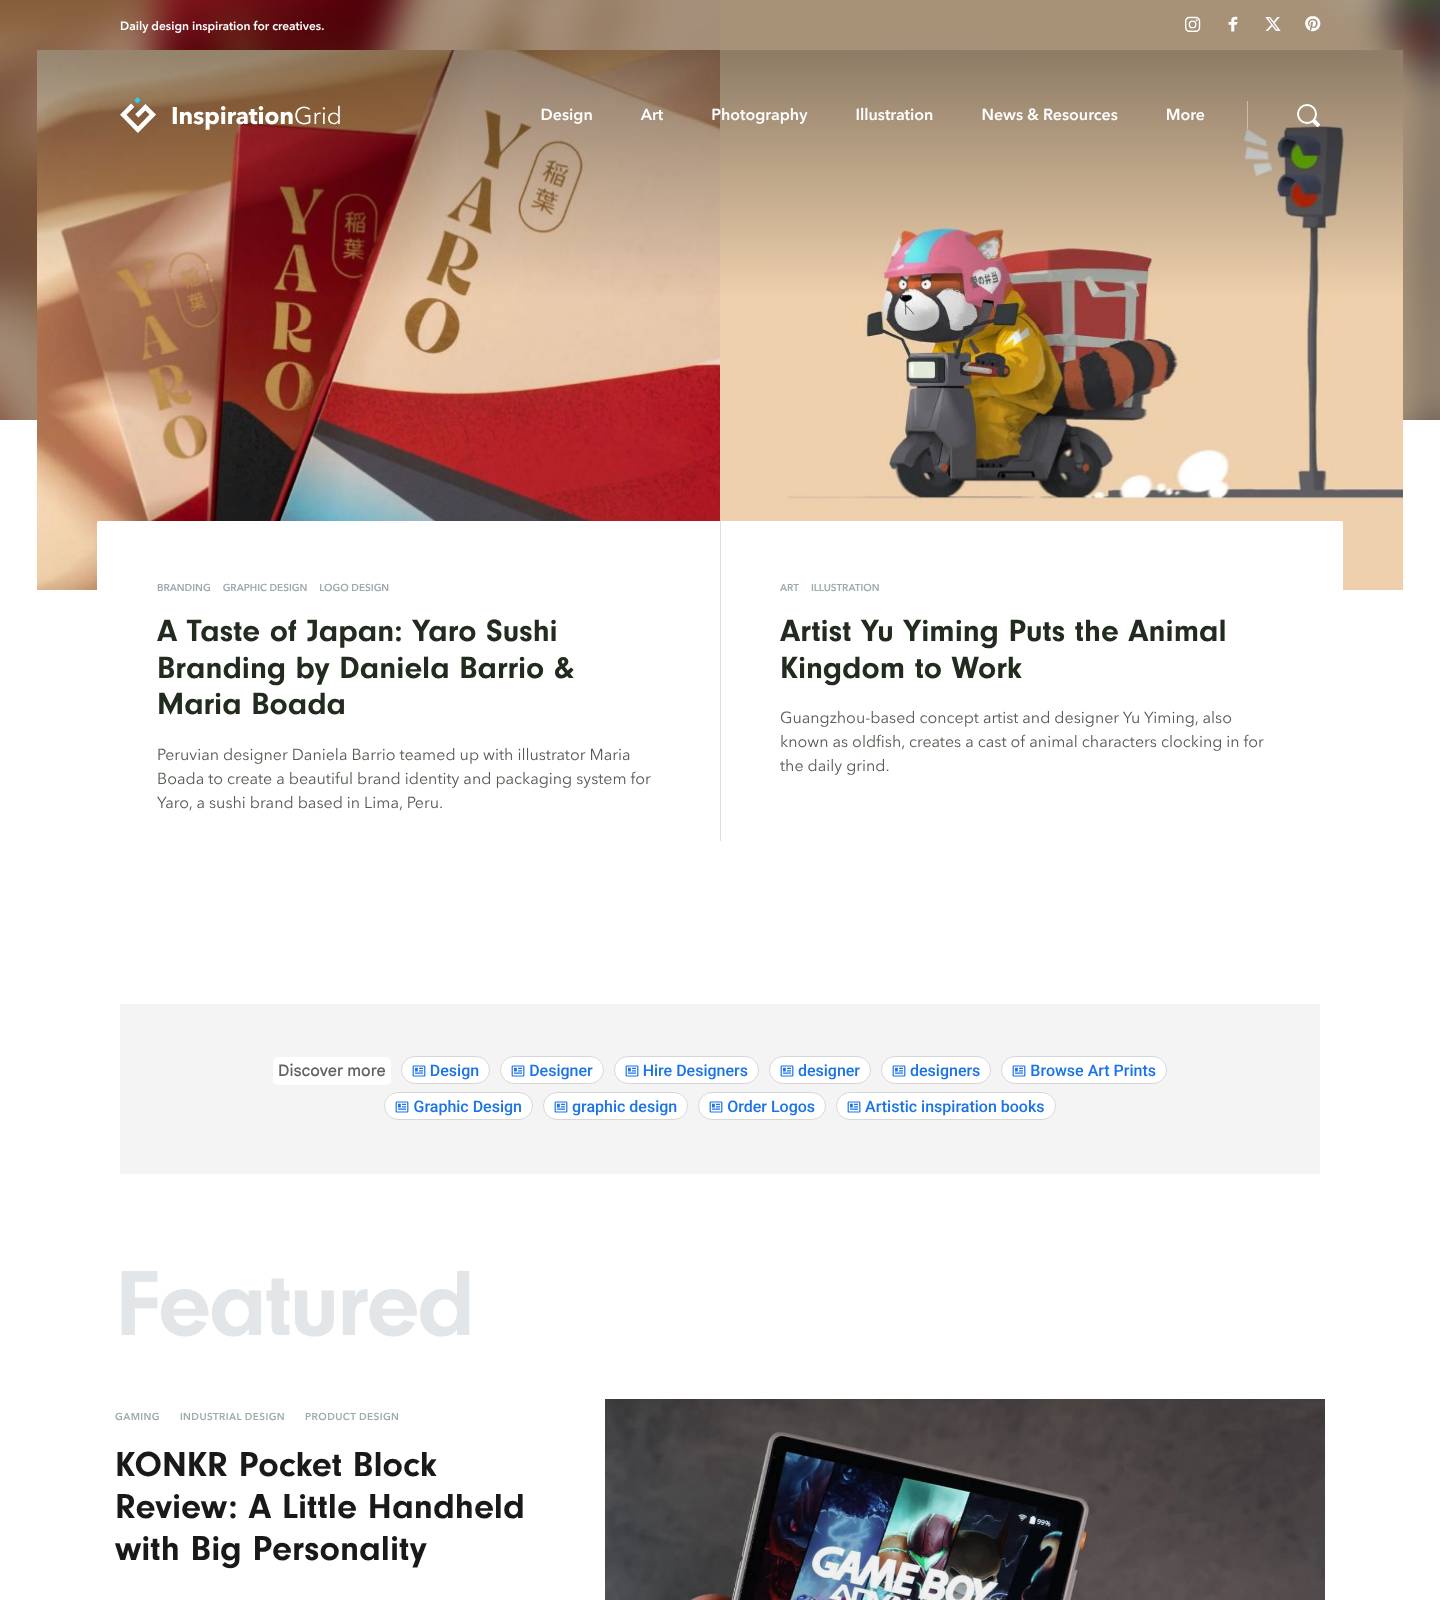 Daily design inspiration for creatives.
InspirationGrid
Design
Art
Photography
Illustration
News & Resources
More
YARO
稲葉
YARO
稲葉
YARO
稲葉
BRANDING GRAPHIC DESIGN LOGO DESIGN
A Taste of Japan: Yaro Sushi
Branding by Daniela Barrio &
Maria Boada
Peruvian designer Daniela Barrio teamed up with illustrator Maria
Boada to create a beautiful brand identity and packaging system for
Yaro, a sushi brand based in Lima, Peru.
ART ILLUSTRATION
Artist Yu Yiming Puts the Animal
Kingdom to Work
Guangzhou-based concept artist and designer Yu Yiming, also
known as oldfish, creates a cast of animal characters clocking in for
the daily grind.
Discover more
Design
Designer
Hire Designers
designer
designers
Browse Art Prints
Graphic Design
graphic design
Order Logos
Artistic inspiration books
Featured
GAMING INDUSTRIAL DESIGN PRODUCT DESIGN
KONKR Pocket Block
Review: A Little Handheld
with Big Personality
99%
GAME BOY